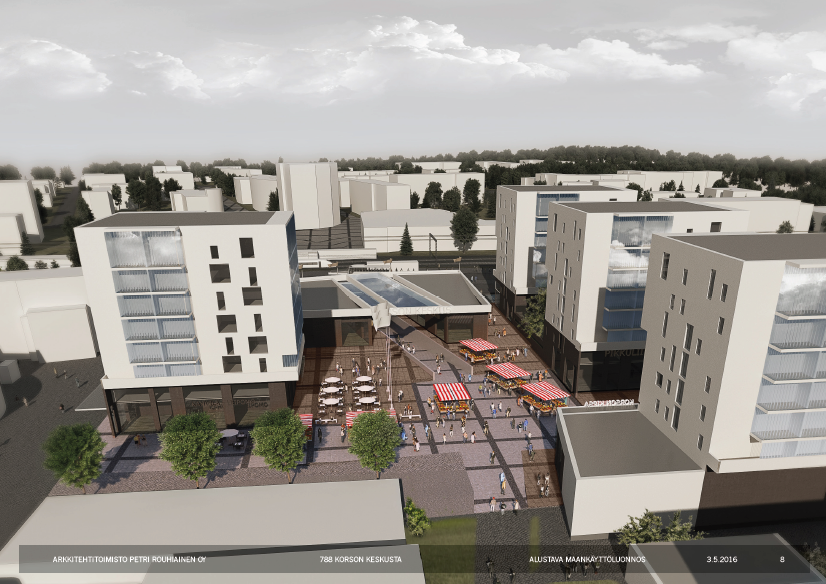 ARKKITEHTITOIMISTO PETRI ROUHIAINEN OY 788 KORSON KESKUSTA ALUSTAVA MAANKÄYTTÖLUONNOS 3.5.2016 8